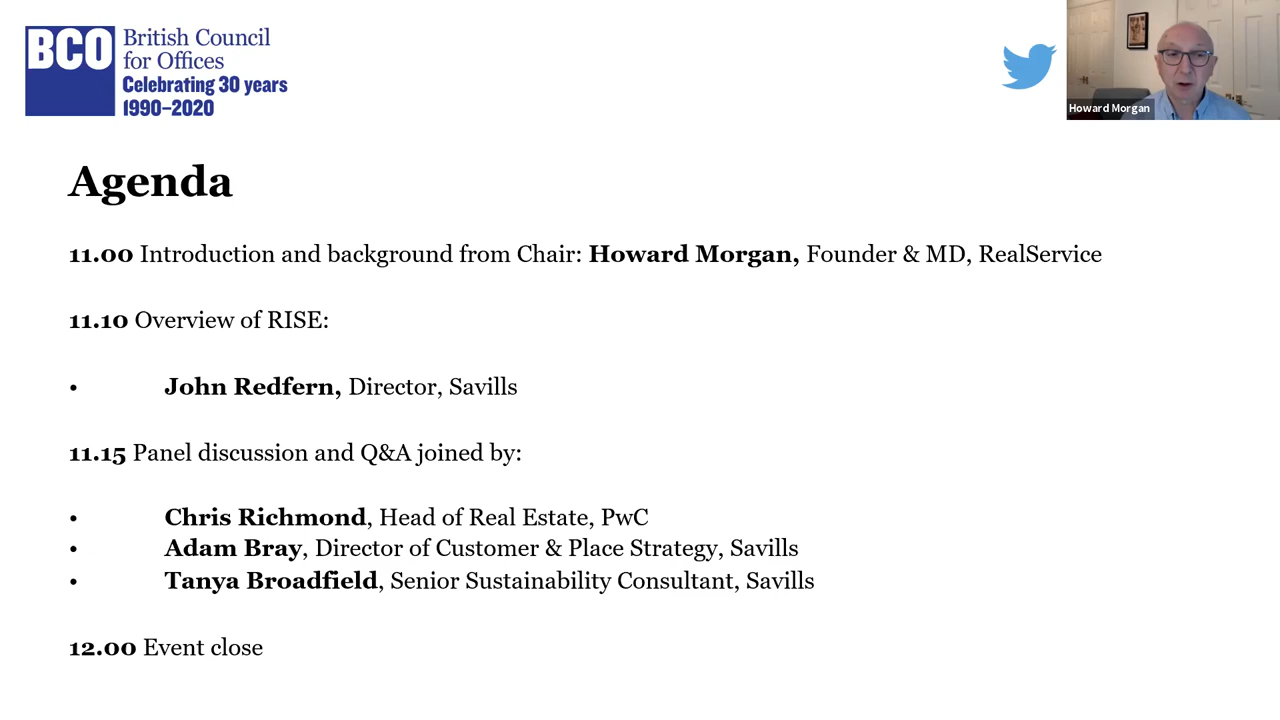 BCO
British Council
for Offices
Celebrating 30 years
1990–2020
Howard Morgan
Agenda
11.00 Introduction and background from Chair: Howard Morgan, Founder & MD, RealService
11.10 Overview of RISE:
• John Redfern, Director, Savills
11.15 Panel discussion and Q&A joined by:
• Chris Richmond, Head of Real Estate, PwC
• Adam Bray, Director of Customer & Place Strategy, Savills
• Tanya Broadfield, Senior Sustainability Consultant, Savills
12.00 Event close